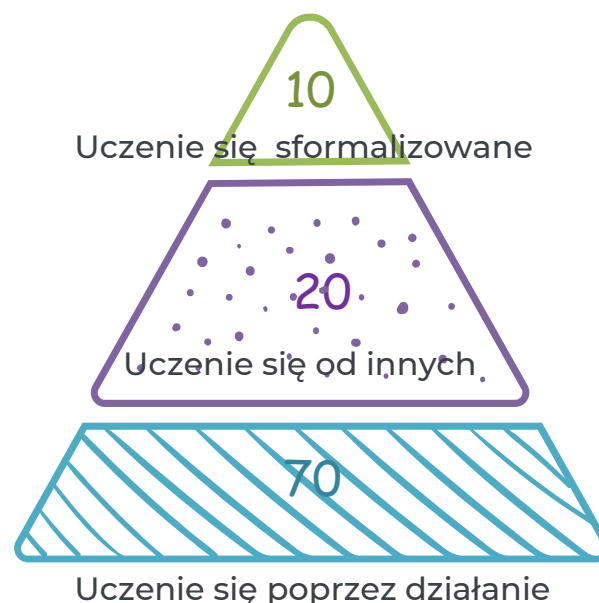 10
Uczenie się sformalizowane
20
Uczenie się od innych
70
Uczenie się poprzez działanie